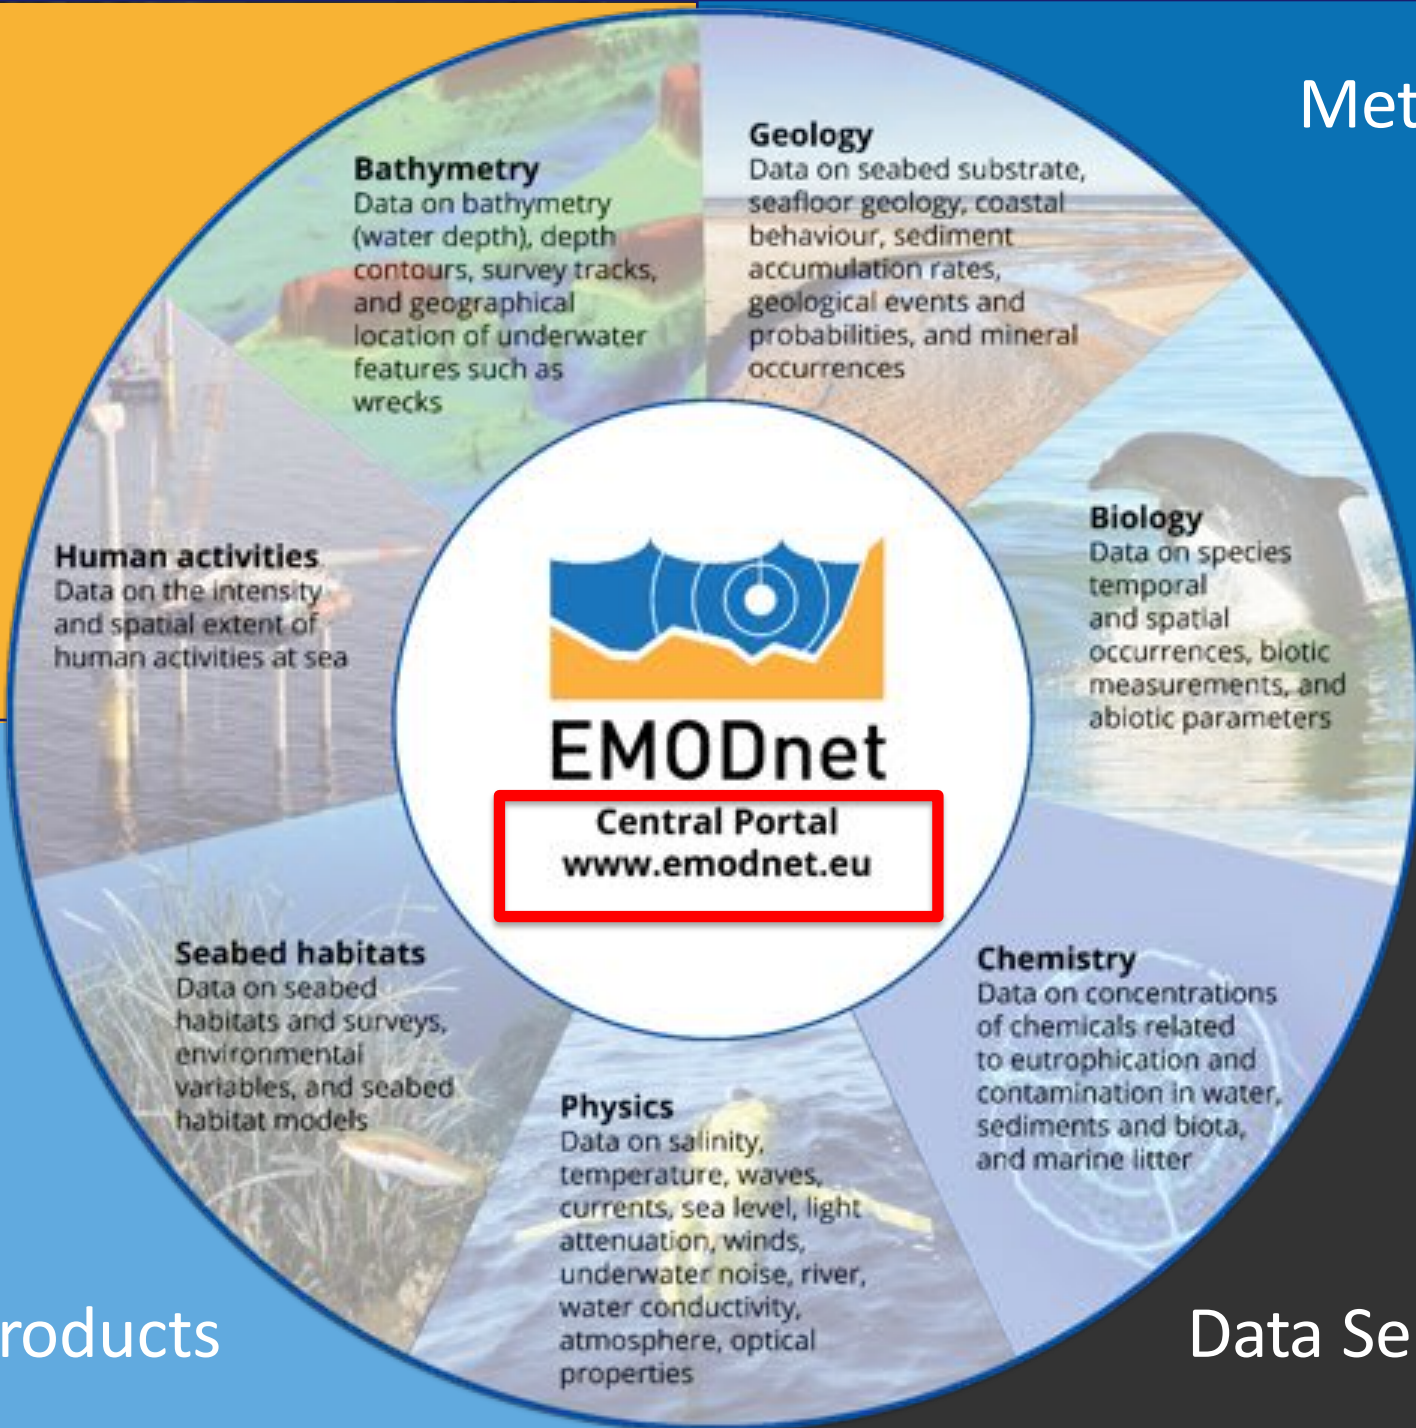 Met
Bathymetry
Data on bathymetry
(water depth), depth
contours, survey tracks,
and geographical
location of underwater
features such as
wrecks
Geology
Data on seabed substrate,
seafloor geology, coastal
behaviour, sediment
accumulation rates,
geological events and
probabilities, and mineral
occurrences
Human activities
Data on the intensity
and spatial extent of
human activities at sea
Biology
Data on species
temporal
and spatial
occurrences, biotic
measurements, and
abiotic parameters
EMODnet
Central Portal
www.emodnet.eu
Seabed habitats
Data on seabed
habitats and surveys,
environmental
variables, and seabed
habitat models
Physics
Data on salinity,
temperature, waves,
currents, sea level, light
attenuation, winds,
underwater noise, river,
water conductivity,
atmosphere, optical
properties
Chemistry
Data on concentrations
of chemicals related
to eutrophication and
contamination in water,
sediments and biota,
and marine litter
roducts
Data Se